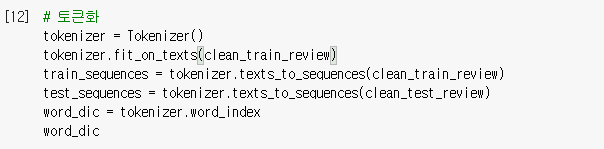 [12] # 토큰화
tokenizer = Tokenizer()
tokenizer.fit_on_texts(clean_train_review)
train_sequences = tokenizer.texts_to_sequences(clean_train_review)
test_sequences = tokenizer.texts_to_sequences(clean_test_review)
word_dic = tokenizer.word_index
word_dic